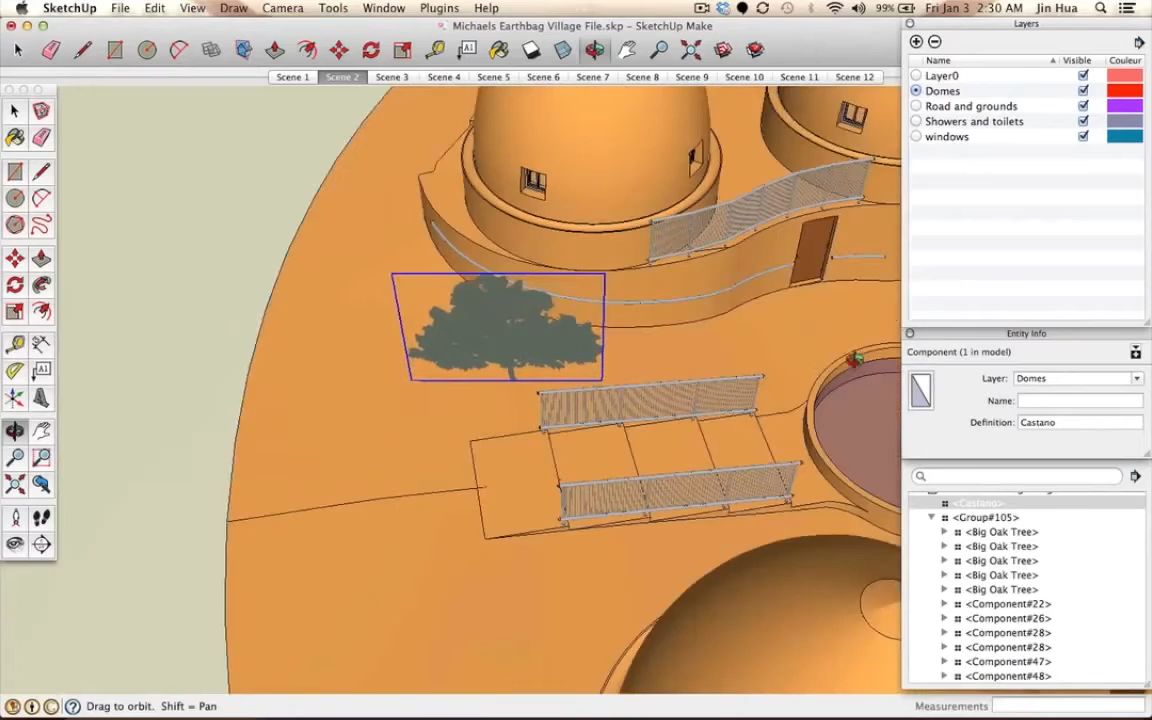 SketchUp File Edit View Draw Camera Tools Window Plugins Help 99% Fri Jan 3 2:30 AM Jin Hua
Michaels Earthbag Village File.skp – SketchUp Make
Scene 1 Scene 2 Scene 3 Scene 4 Scene 5 Scene 6 Scene 7 Scene 8 Scene 9 Scene 10 Scene 11 Scene 12
Layers
Name Visible Couleur
Layer0
Domes
Road and grounds
Showers and toilets
windows
Entity Info
Component (1 in model)
Layer: Domes
Name:
Definition: Castano
<Castano>
<Group#105>
<Big Oak Tree>
<Big Oak Tree>
<Big Oak Tree>
<Big Oak Tree>
<Big Oak Tree>
<Component#22>
<Component#26>
<Component#28>
<Component#28>
<Component#47>
<Component#48>
Drag to orbit. Shift = Pan
Measurements